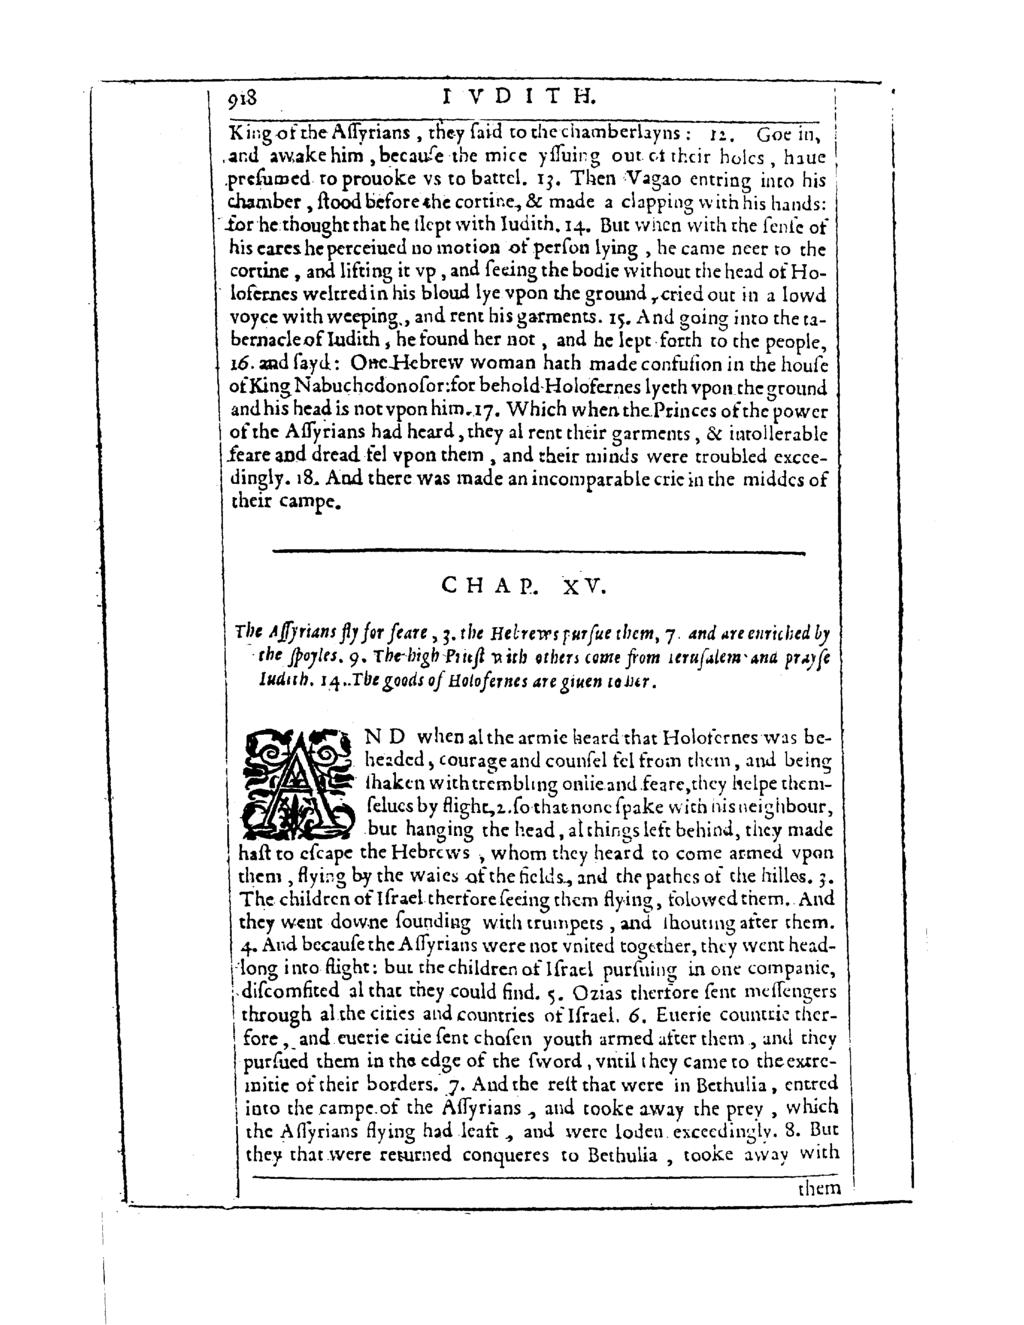 918 IVDITH.
King of the Aſſyrians, they ſaid to the chamberlayns: 12. Goe in,
and awake him, becauſe the mice yſſuing out of their holes, haue
preſumed to prouoke vs to battel. 13. Then Vagao entring into his
chamber, ſtood before the cortine, & made a clapping with his hands:
for he thought that he ſlept with Iudith. 14. But when with the ſenſe of
his eares he perceiued no motion of perſon lying, he came neer to the
cortine, and lifting it vp, and ſeeing the bodie without the head of Ho-
lofernes weltred in his bloud lye vpon the ground, cried out in a lowd
voyce with weeping, and rent his garments. 15. And going into the ta-
bernacle of Iudith, he found her not, and he lept forth to the people,
16. and ſayd: One Hebrew woman hath made confuſion in the houſe
of King Nabuchodonoſor: for behold Holofernes lyeth vpon the ground
and his head is not vpon him. 17. Which when the Princes of the power
of the Aſſyrians had heard, they al rent their garments, & intollerable
feare and dread fel vpon them, and their minds were troubled excee-
dingly. 18. And there was made an incomparable crie in the middes of
their campe.
CHAP. XV.
The Aſſyrians fly for feare, 3. the Hebrewes purſue them, 7. and are enriched by
the ſpoyles. 9. The high Prieſt with others come from Ieruſalem and prayſe
Iudith. 14. The goods of Holofernes are giuen to her.
AND when al the armie heard that Holofernes was be-
headed, courage and counſel fel from them, and being
ſhaken with trembling onlie and feare, they helpe them-
ſelues by flight, 2. ſo that none ſpake with his neighbour,
but hanging the head, al things left behind, they made
haſt to eſcape the Hebrews, whom they heard to come armed vpon
them, flying by the waies of the fields, and the pathes of the hilles. 3.
The children of Iſrael therfore ſeeing them flying, folowed them. And
they went downe ſounding with trumpets, and ſhouting after them.
4. And becauſe the Aſſyrians were not vnited together, they went head-
long into flight: but the children of Iſrael purſuing in one companie,
diſcomfited al that they could find. 5. Ozias therfore ſent meſſengers
through al the cities and countries of Iſrael. 6. Euerie countrie ther-
fore, and euerie citie ſent choſen youth armed after them, and they
purſued them in the edge of the ſword, vntil they came to the extre-
mitie of their borders. 7. And the reſt that were in Bethulia, entred
into the campe of the Aſſyrians, and tooke away the prey, which
the Aſſyrians flying had leaft, and were loden exceedingly. 8. But
they that were returned conqueres to Bethulia, tooke away with
them